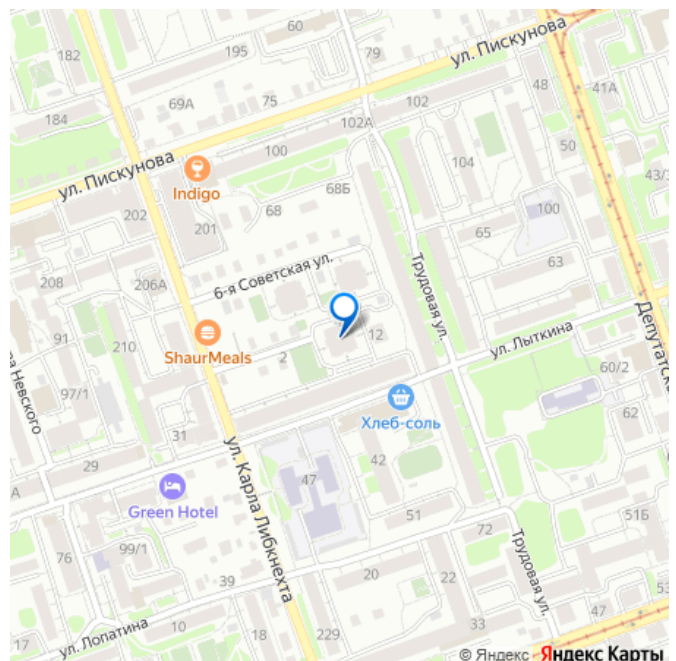 60
ул. Пискунова
182
195
79
48
41А
69А
75
102
184
102А
50
100
104
43/3
ул. Пискунова
Indigo
68Б
100
202
68
201
65
6-я Советская ул.
63
208
206А
Трудовая ул.
Депутатска
91
210
ShaurMeals
2
12
ул. Лыткина
ра Невского
97/1
60/2
Хлеб-соль
62
31
ул. Карла Либкнехта
29
47
42
А
Green Hotel
51
72
51Б
99/1
76
39
20
22
Трудовая ул.
53
47
17
ул. Лопатина
10
18
229
33
© Яндекс Яндекс Карты